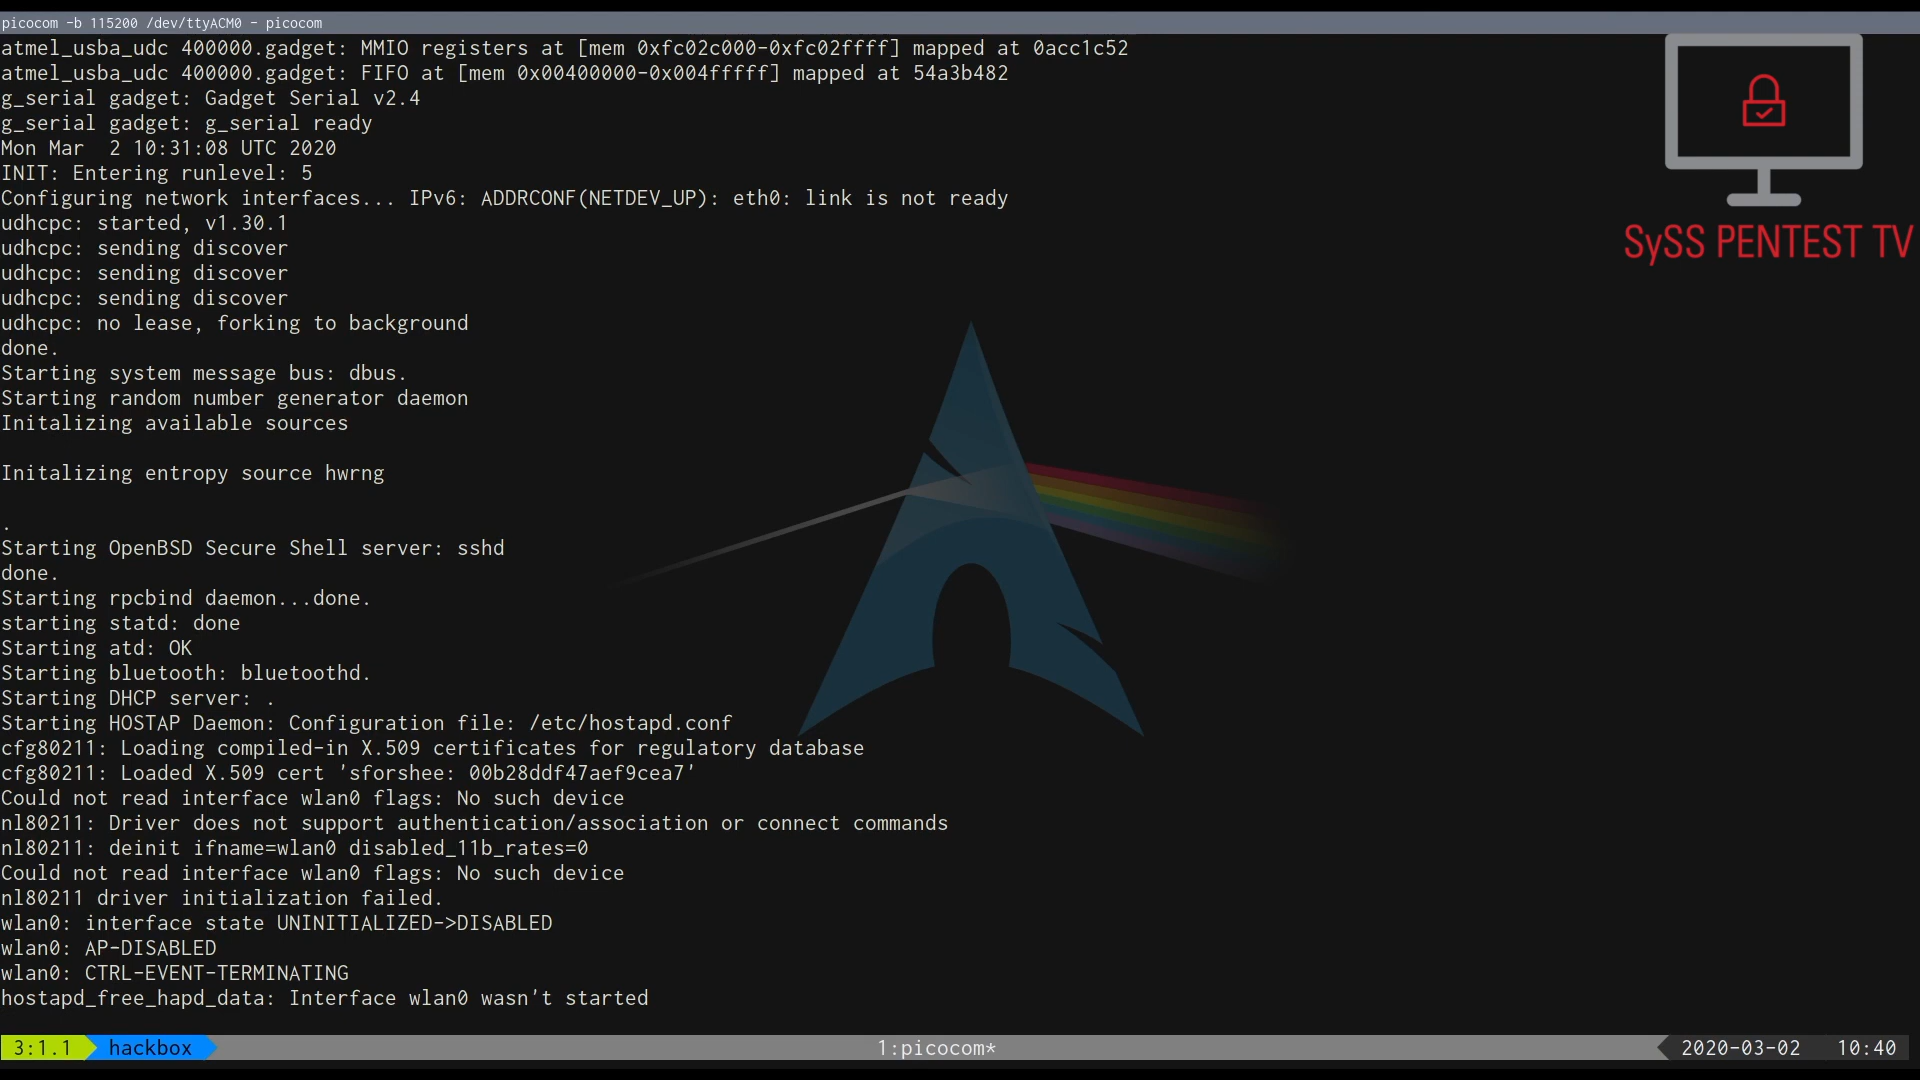 picocom -b 115200 /dev/ttyACM0 - picocom
atmel_usba_udc 400000.gadget: MMIO registers at [mem 0xfc02c000-0xfc02ffff] mapped at 0acc1c52
atmel_usba_udc 400000.gadget: FIFO at [mem 0x00400000-0x004fffff] mapped at 54a3b482
g_serial gadget: Gadget Serial v2.4
g_serial gadget: g_serial ready
Mon Mar  2 10:31:08 UTC 2020
INIT: Entering runlevel: 5
Configuring network interfaces... IPv6: ADDRCONF(NETDEV_UP): eth0: link is not ready
udhcpc: started, v1.30.1
udhcpc: sending discover
udhcpc: sending discover
udhcpc: sending discover
udhcpc: no lease, forking to background
done.
Starting system message bus: dbus.
Starting random number generator daemon
Initalizing available sources
Initalizing entropy source hwrng
.
Starting OpenBSD Secure Shell server: sshd
done.
Starting rpcbind daemon...done.
starting statd: done
Starting atd: OK
Starting bluetooth: bluetoothd.
Starting DHCP server: .
Starting HOSTAP Daemon: Configuration file: /etc/hostapd.conf
cfg80211: Loading compiled-in X.509 certificates for regulatory database
cfg80211: Loaded X.509 cert 'sforshee: 00b28ddf47aef9cea7'
Could not read interface wlan0 flags: No such device
nl80211: Driver does not support authentication/association or connect commands
nl80211: deinit ifname=wlan0 disabled_11b_rates=0
Could not read interface wlan0 flags: No such device
nl80211 driver initialization failed.
wlan0: interface state UNINITIALIZED->DISABLED
wlan0: AP-DISABLED
wlan0: CTRL-EVENT-TERMINATING
hostapd_free_hapd_data: Interface wlan0 wasn't started
SySS PENTEST TV
3:1.1 hackbox 1:picocom* 2020-03-02 10:40